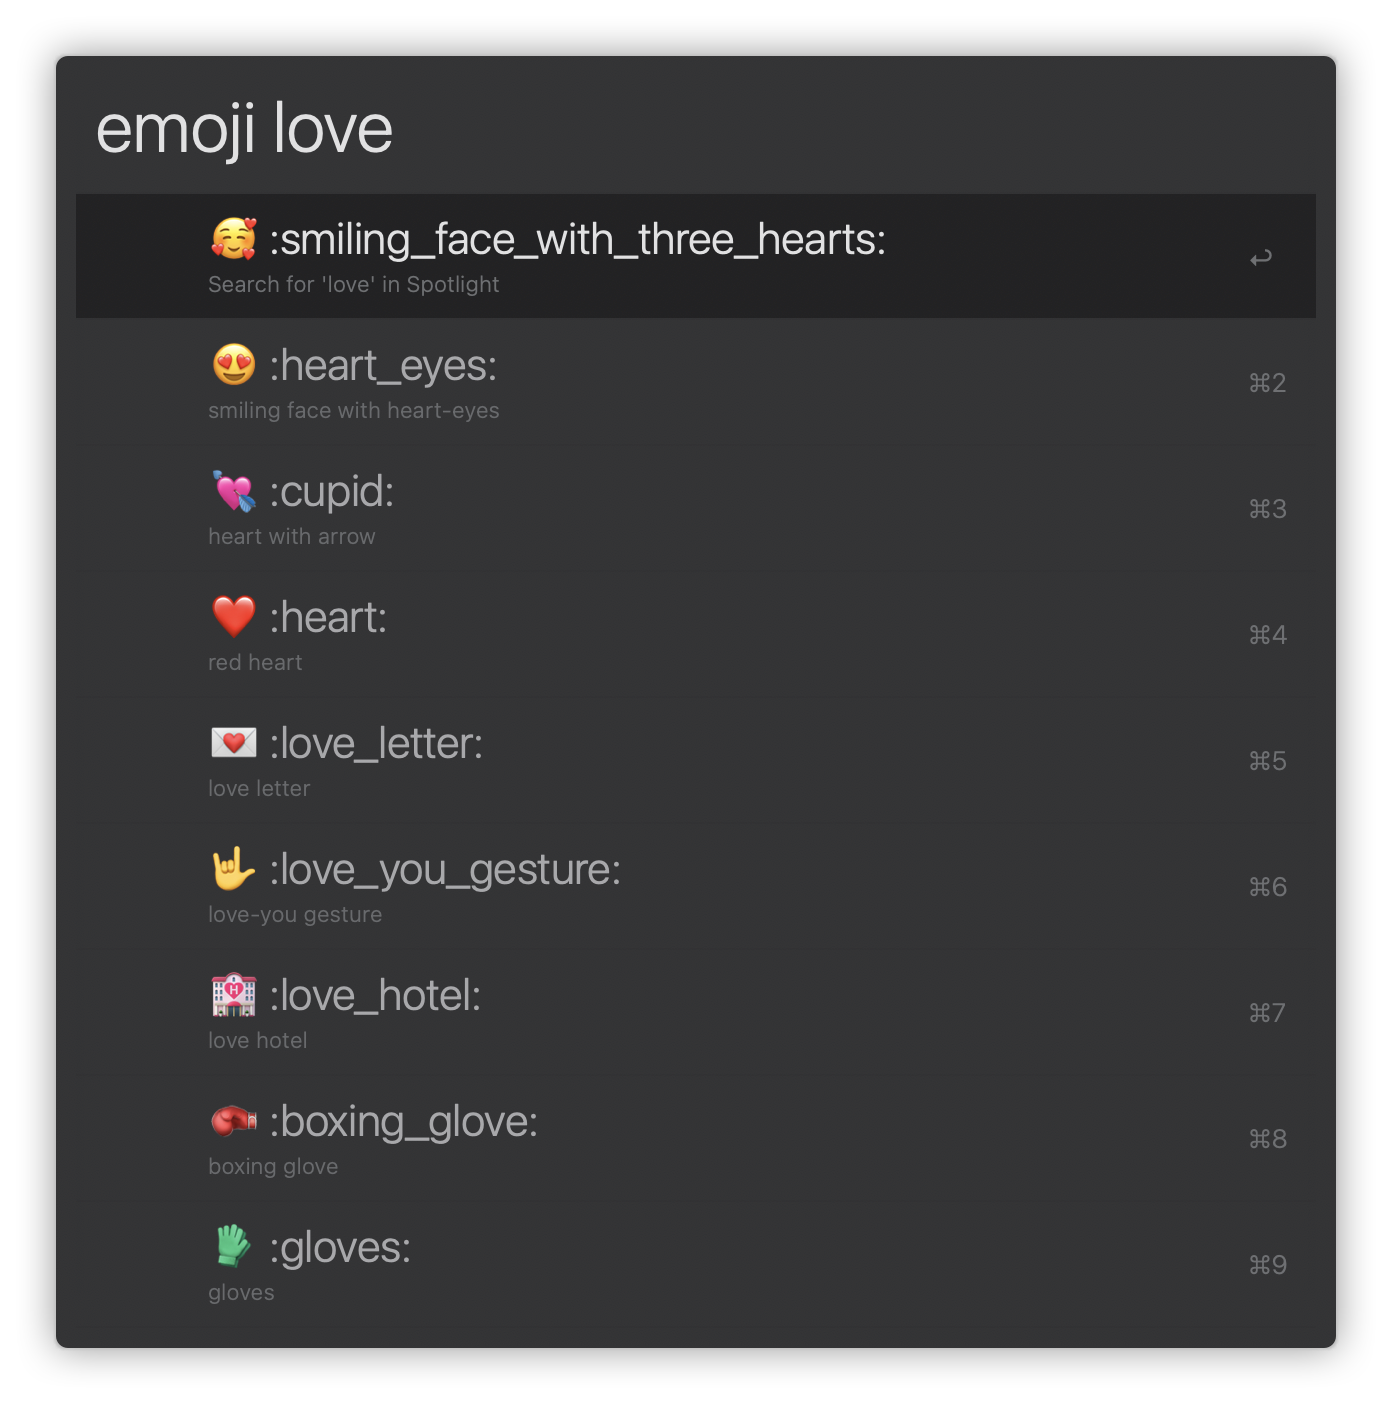 emoji love
🥰 :smiling_face_with_three_hearts:
Search for 'love' in Spotlight
↩
😍 :heart_eyes:
smiling face with heart-eyes
⌘2
💘 :cupid:
heart with arrow
⌘3
❤️ :heart:
red heart
⌘4
💌 :love_letter:
love letter
⌘5
🤟 :love_you_gesture:
love-you gesture
⌘6
🏩 :love_hotel:
love hotel
⌘7
🥊 :boxing_glove:
boxing glove
⌘8
🧤 :gloves:
gloves
⌘9